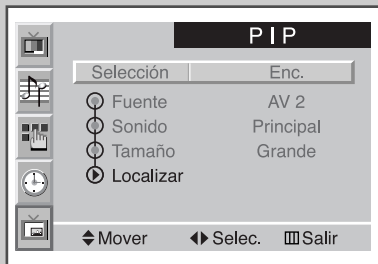 PIP
Selección Enc.
Fuente AV 2
Sonido Principal
Tamaño Grande
Localizar
Mover Selec. Salir